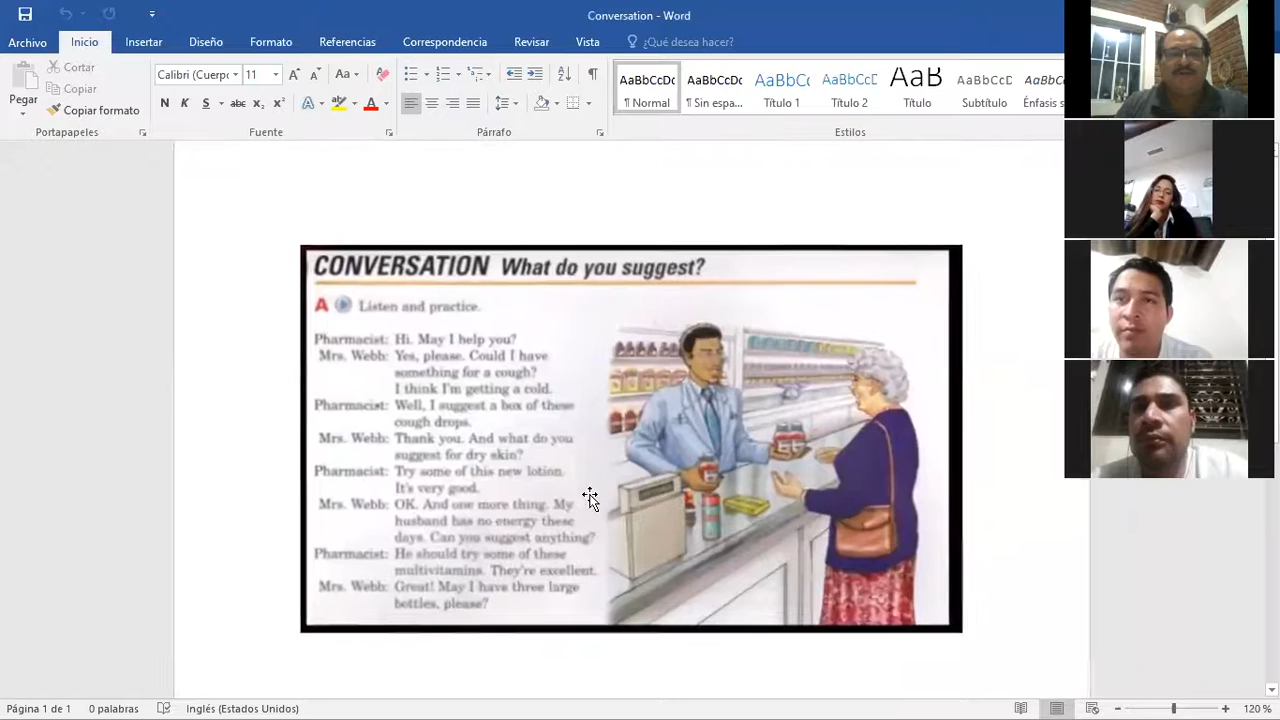 Conversation - Word
Archivo Inicio Insertar Diseño Formato Referencias Correspondencia Revisar Vista ¿Qué desea hacer?
Pegar
Cortar
Copiar
Copiar formato
Portapapeles
Calibri (Cuerpo 11
Aa
N K S abc x₂ x²
Fuente
Párrafo
AaBbCcDc AaBbCcDc AaBbC AaBbCcD AaB AaBbCcD AaBbCcD
¶ Normal ¶ Sin espa... Título 1 Título 2 Título Subtítulo Énfasis s
Estilos
CONVERSATION What do you suggest?
A Listen and practice.
Pharmacist: Hi. May I help you?
Mrs. Webb: Yes, please. Could I have
something for a cough?
I think I'm getting a cold.
Pharmacist: Well, I suggest a box of these
cough drops.
Mrs. Webb: Thank you. And what do you
suggest for dry skin?
Pharmacist: Try some of this new lotion.
It's very good.
Mrs. Webb: OK. And one more thing. My
husband has no energy these
days. Can you suggest anything?
Pharmacist: He should try some of these
multivitamins. They're excellent.
Mrs. Webb: Great! May I have three large
bottles, please?
Página 1 de 1 0 palabras Inglés (Estados Unidos) 120 %